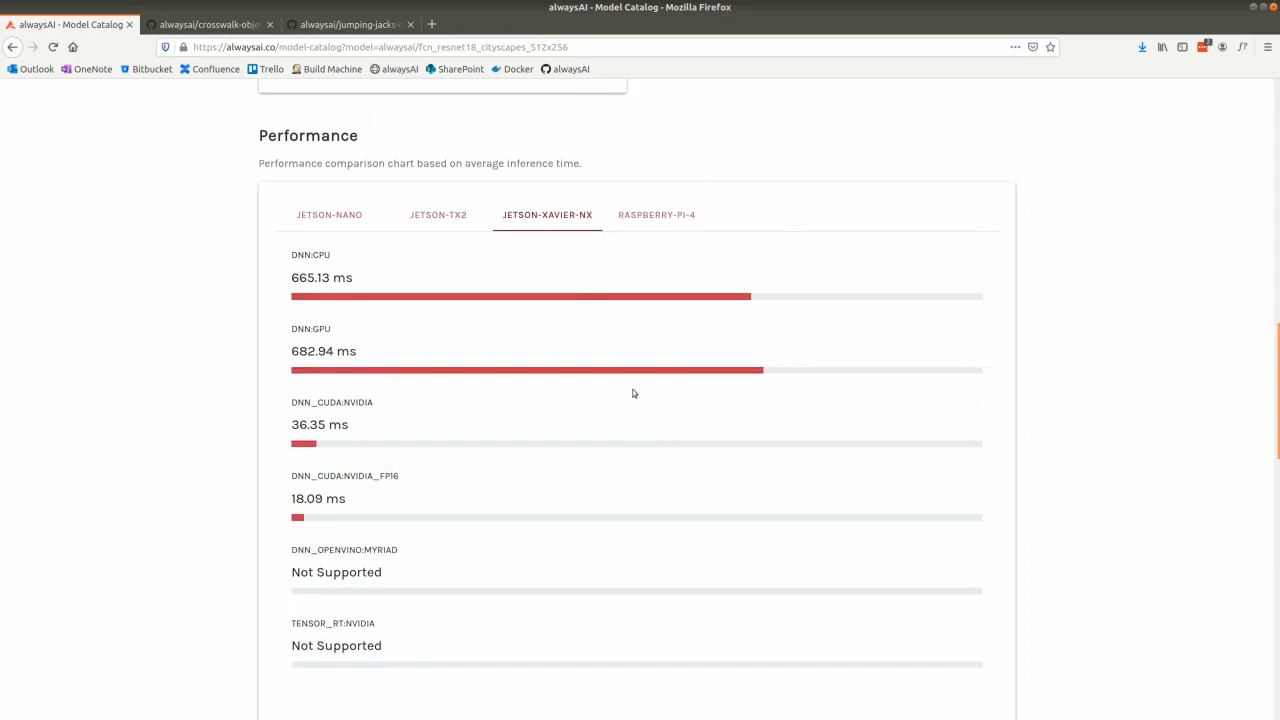 alwaysAI - Model Catalog - Mozilla Firefox
alwaysAI - Model Catalog
alwaysai/crosswalk-obje
alwaysai/jumping-jacks-c
https://alwaysai.co/model-catalog?model=alwaysai/fcn_resnet18_cityscapes_512x256
Outlook OneNote Bitbucket Confluence Trello Build Machine alwaysAI SharePoint Docker alwaysAI
Performance
Performance comparison chart based on average inference time.
JETSON-NANO JETSON-TX2 JETSON-XAVIER-NX RASPBERRY-PI-4
DNN:CPU
665.13 ms
DNN:GPU
682.94 ms
DNN_CUDA:NVIDIA
36.35 ms
DNN_CUDA:NVIDIA_FP16
18.09 ms
DNN_OPENVINO:MYRIAD
Not Supported
TENSOR_RT:NVIDIA
Not Supported